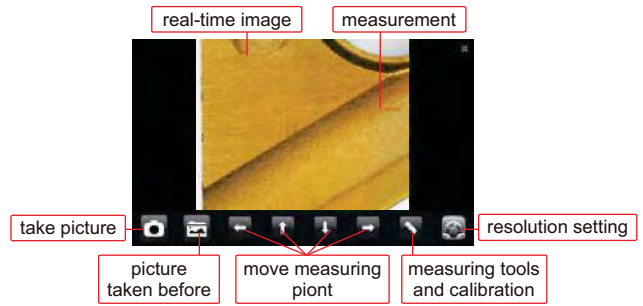 real-time image
measurement
take picture
resolution setting
picture
taken before
move measuring
piont
measuring tools
and calibration